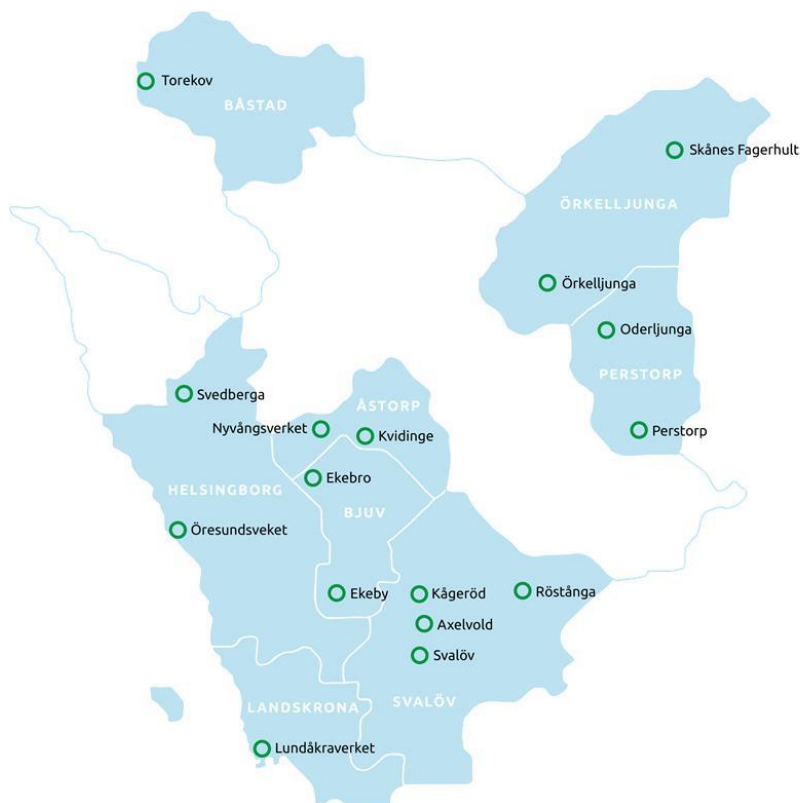 Torekov
BÅSTAD
Skånes Fagerhult
ÖRKELLJUNGA
Örkelljunga
Oderljunga
PERSTORP
Perstorp
Svedberga
ÅSTORP
Nyvångsverket
Kvidinge
Ekebro
HELSINGBORG
BJUV
Öresundsveket
Ekeby
Kågeröd
Röstånga
Axelvold
Svalöv
SVALÖV
LANDSKRONA
Lundåkraverket